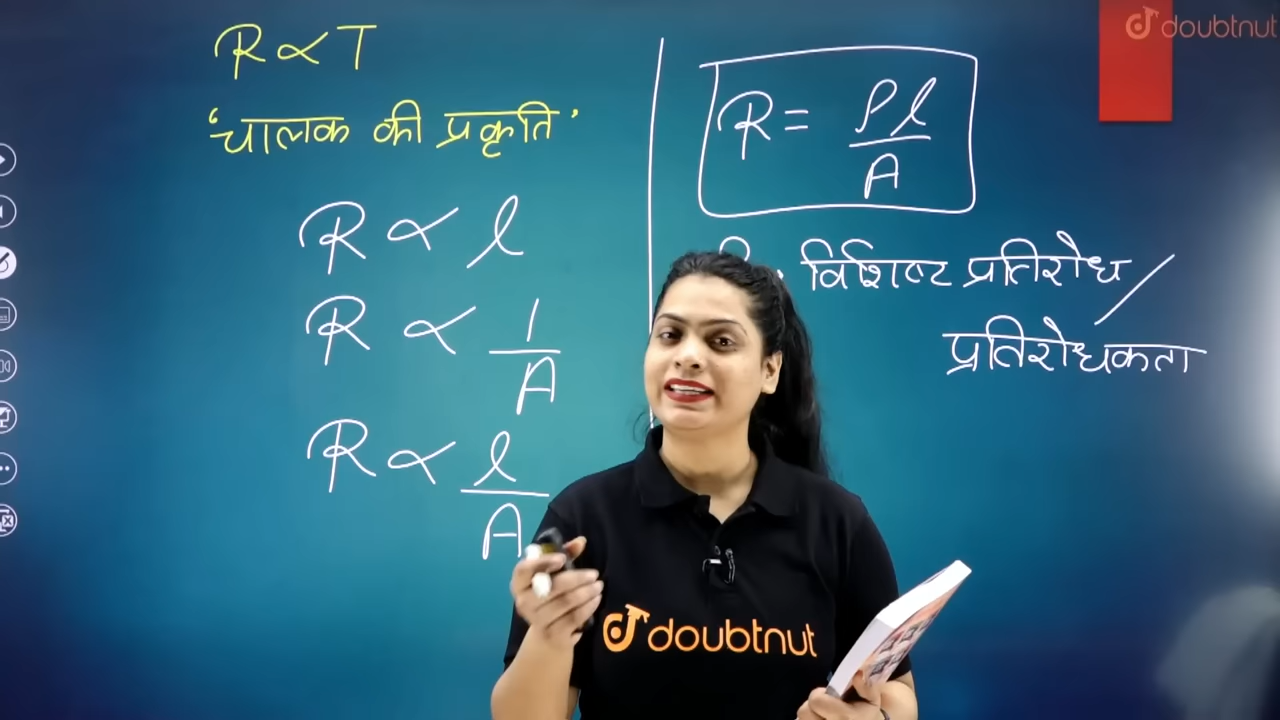 R ∝ T
'चालक की प्रकृति'
R ∝ l
R ∝ 1/A
R ∝ l/A
R = ρl/A
विशिष्ट प्रतिरोध /
प्रतिरोधकता
doubtnut
doubtnut